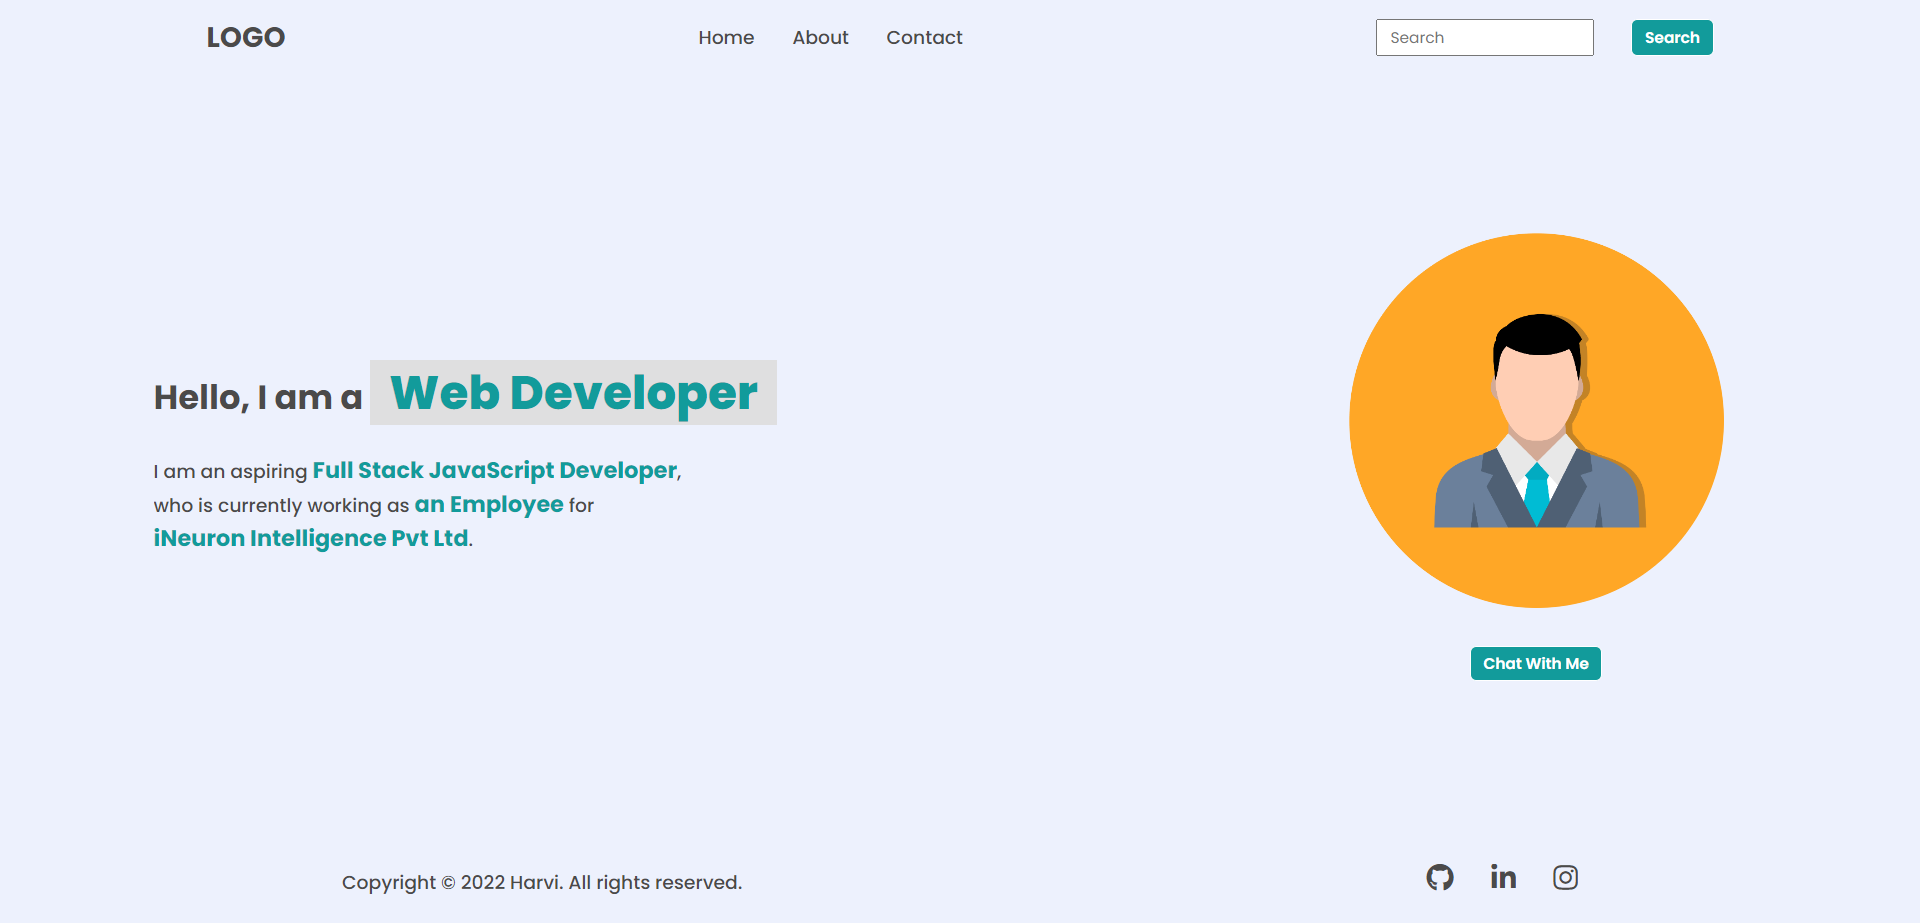 LOGO
Home About Contact
Search
Search
Hello, I am a Web Developer
I am an aspiring Full Stack JavaScript Developer,
who is currently working as an Employee for
iNeuron Intelligence Pvt Ltd.
Chat With Me
Copyright © 2022 Harvi. All rights reserved.